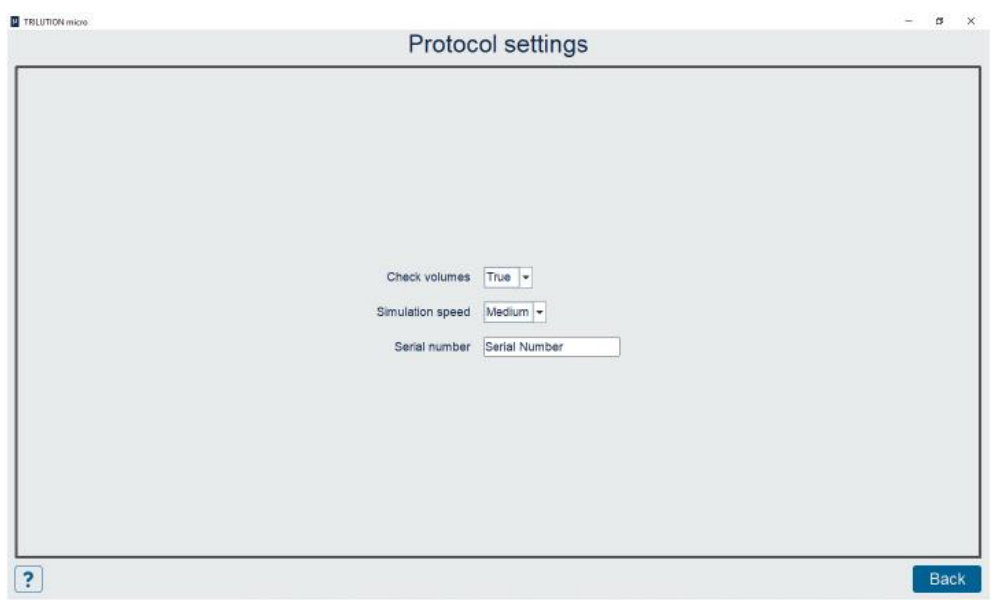 TRILUTION micro
Protocol settings
Check volumes True
Simulation speed Medium
Serial number Serial Number
? Back